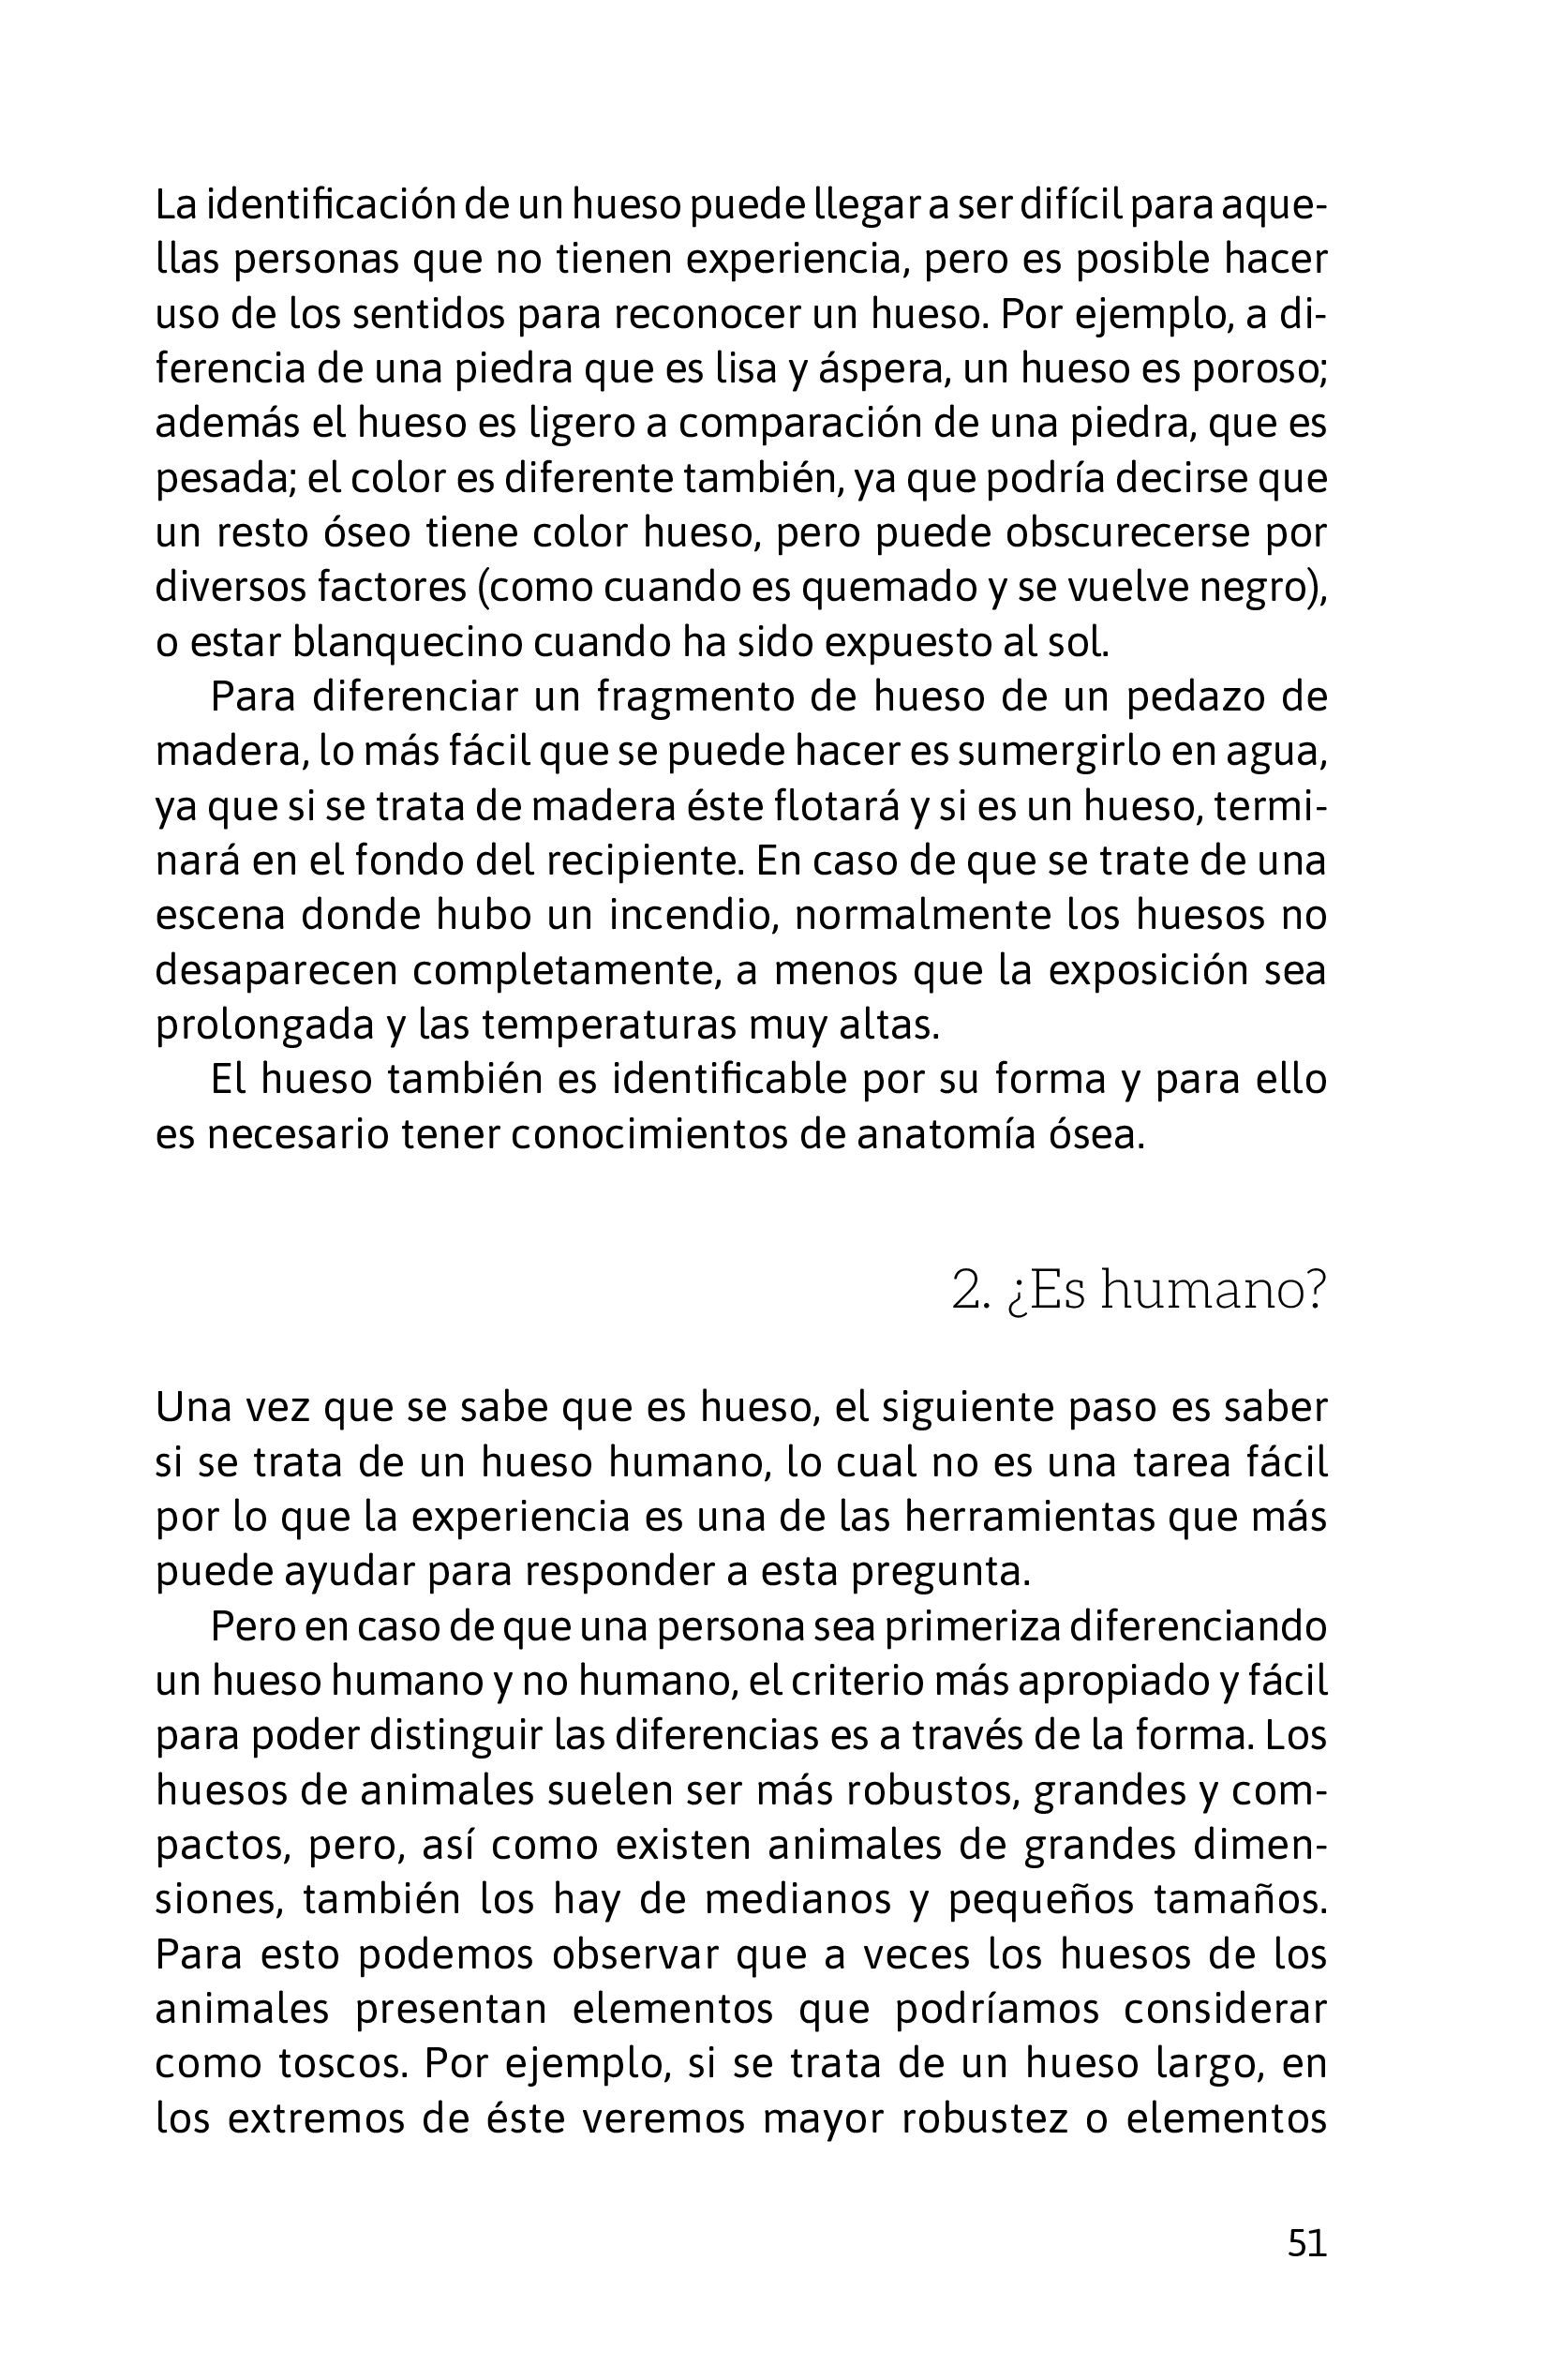 La identificación de un hueso puede llegar a ser difícil para aque-
llas personas que no tienen experiencia, pero es posible hacer
uso de los sentidos para reconocer un hueso. Por ejemplo, a di-
ferencia de una piedra que es lisa y áspera, un hueso es poroso;
además el hueso es ligero a comparación de una piedra, que es
pesada; el color es diferente también, ya que podría decirse que
un resto óseo tiene color hueso, pero puede obscurecerse por
diversos factores (como cuando es quemado y se vuelve negro),
o estar blanquecino cuando ha sido expuesto al sol.
Para diferenciar un fragmento de hueso de un pedazo de
madera, lo más fácil que se puede hacer es sumergirlo en agua,
ya que si se trata de madera éste flotará y si es un hueso, termi-
nará en el fondo del recipiente. En caso de que se trate de una
escena donde hubo un incendio, normalmente los huesos no
desaparecen completamente, a menos que la exposición sea
prolongada y las temperaturas muy altas.
El hueso también es identificable por su forma y para ello
es necesario tener conocimientos de anatomía ósea.
2. ¿Es humano?
Una vez que se sabe que es hueso, el siguiente paso es saber
si se trata de un hueso humano, lo cual no es una tarea fácil
por lo que la experiencia es una de las herramientas que más
puede ayudar para responder a esta pregunta.
Pero en caso de que una persona sea primeriza diferenciando
un hueso humano y no humano, el criterio más apropiado y fácil
para poder distinguir las diferencias es a través de la forma. Los
huesos de animales suelen ser más robustos, grandes y com-
pactos, pero, así como existen animales de grandes dimen-
siones, también los hay de medianos y pequeños tamaños.
Para esto podemos observar que a veces los huesos de los
animales presentan elementos que podríamos considerar
como toscos. Por ejemplo, si se trata de un hueso largo, en
los extremos de éste veremos mayor robustez o elementos
51